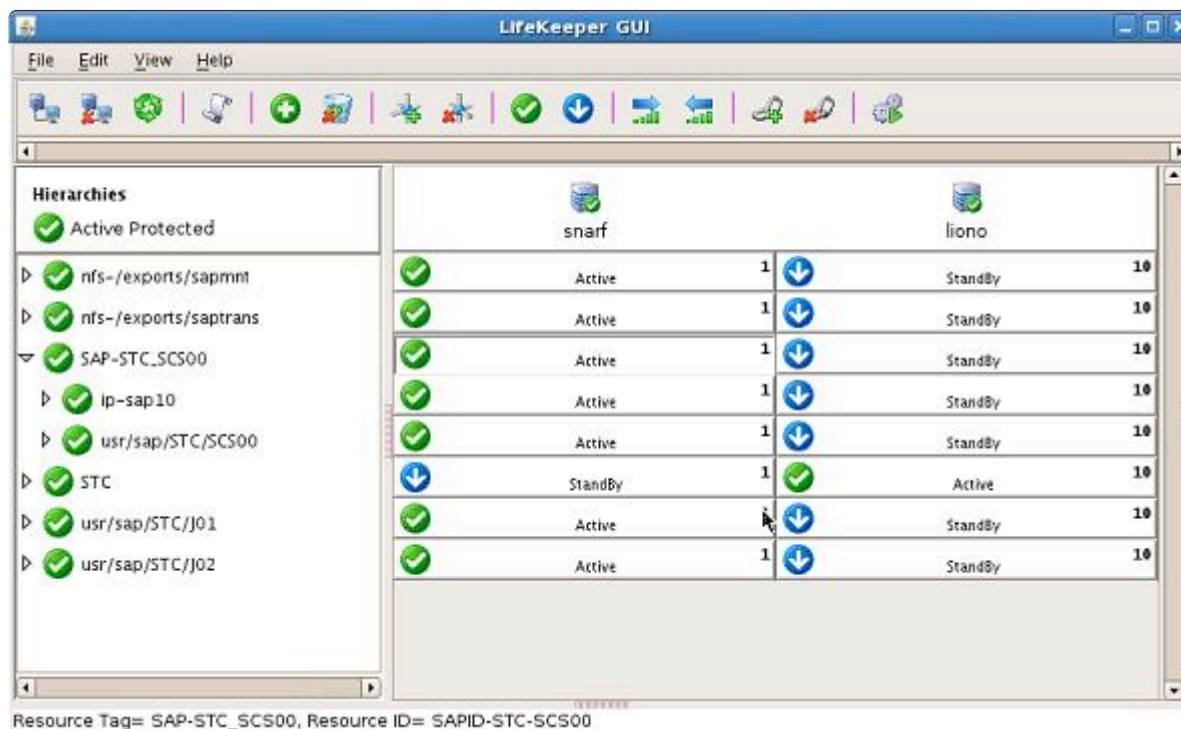 LifeKeeper GUI
File Edit View Help
Hierarchies
Active Protected
snarf liono
nfs-/exports/sapmnt Active 1 StandBy 10
nfs-/exports/saptrans Active 1 StandBy 10
SAP-STC_SCS00 Active 1 StandBy 10
ip-sap10 Active 1 StandBy 10
usr/sap/STC/SCS00 Active 1 StandBy 10
STC StandBy 1 Active 10
usr/sap/STC/J01 Active StandBy 10
usr/sap/STC/J02 Active 1 StandBy 10
Resource Tag= SAP-STC_SCS00, Resource ID= SAPID-STC-SCS00